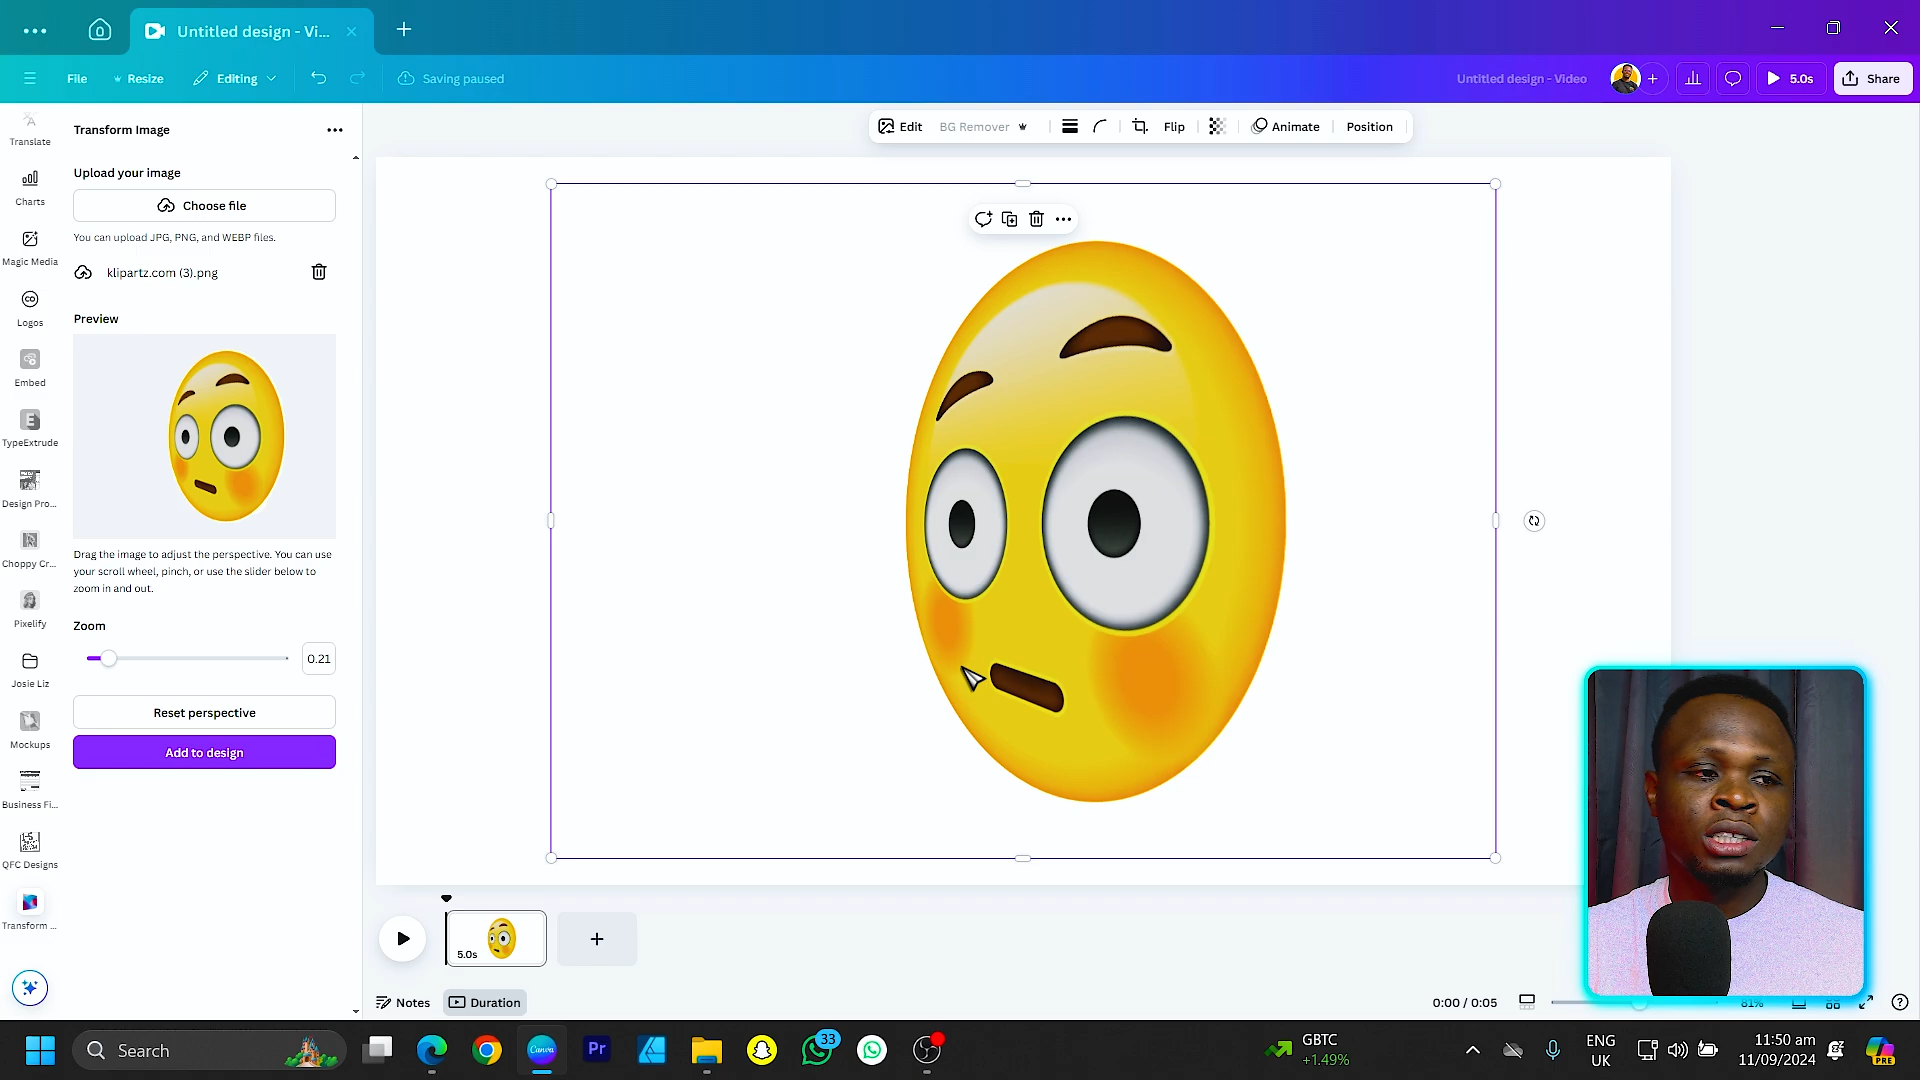 Untitled design - Vi...
File
Resize
Editing
Saving paused
Untitled design - Video
5.0s
Share
Translate
Charts
Magic Media
Logos
Embed
TypeExtrude
Design Pro...
Choppy Cr...
Pixelify
Josie Liz
Mockups
Business Fi...
QFC Designs
Transform ...
Transform Image
Upload your image
Choose file
You can upload JPG, PNG, and WEBP files.
klipartz.com (3).png
Preview
Drag the image to adjust the perspective. You can use
your scroll wheel, pinch, or use the slider below to
zoom in and out.
Zoom
0.21
Reset perspective
Add to design
Edit
BG Remover
Flip
Animate
Position
5.0s
Notes
Duration
0:00 / 0:05
81%
Search
Canva
Pr
33
GBTC
+1.49%
ENG
UK
11:50 am
11/09/2024
PRE